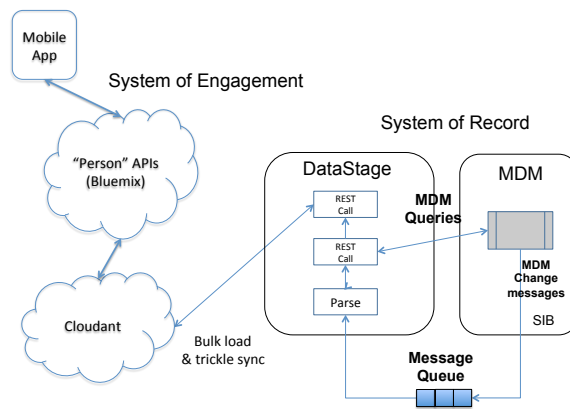 Mobile
App
System of Engagement
System of Record
“Person” APIs
(Bluemix)
DataStage
MDM
REST
Call
MDM
Queries
REST
Call
MDM
Change
messages
Parse
Cloudant
SIB
Bulk load
& trickle sync
Message
Queue